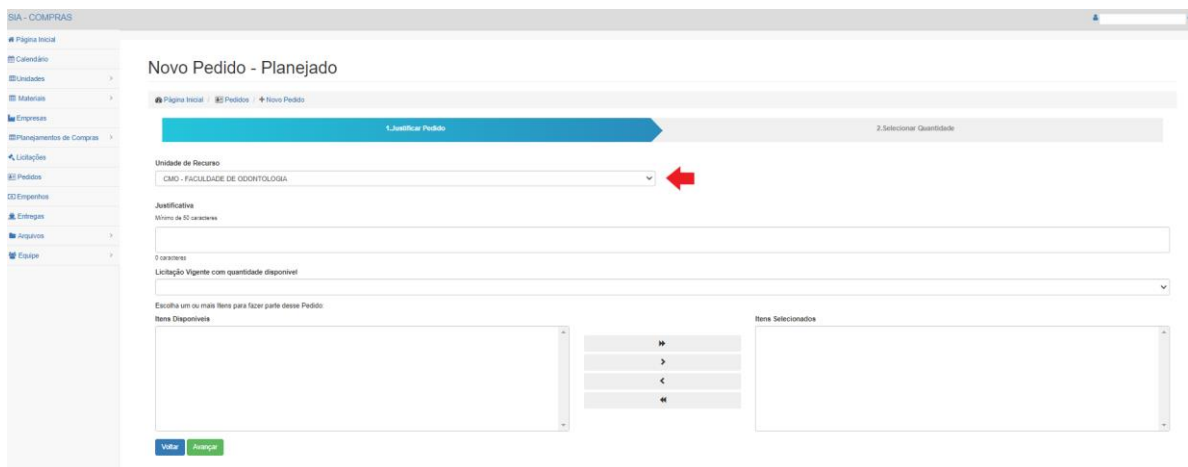 SIA - COMPRAS
Página Inicial
Calendário
Unidades
Materiais
Empresas
Planejamentos de Compras
Licitações
Pedidos
Empenhos
Entregas
Arquivos
Equipe
Novo Pedido - Planejado
Página Inicial / Pedidos / + Novo Pedido
1.Justificar Pedido
2.Selecionar Quantidade
Unidade de Recurso
CMO - FACULDADE DE ODONTOLOGIA
Justificativa
Mínimo de 50 caracteres
0 caracteres
Licitação Vigente com quantidade disponível
Escolha um ou mais Itens para fazer parte desse Pedido
Itens Disponíveis
Itens Selecionados
Voltar
Avançar